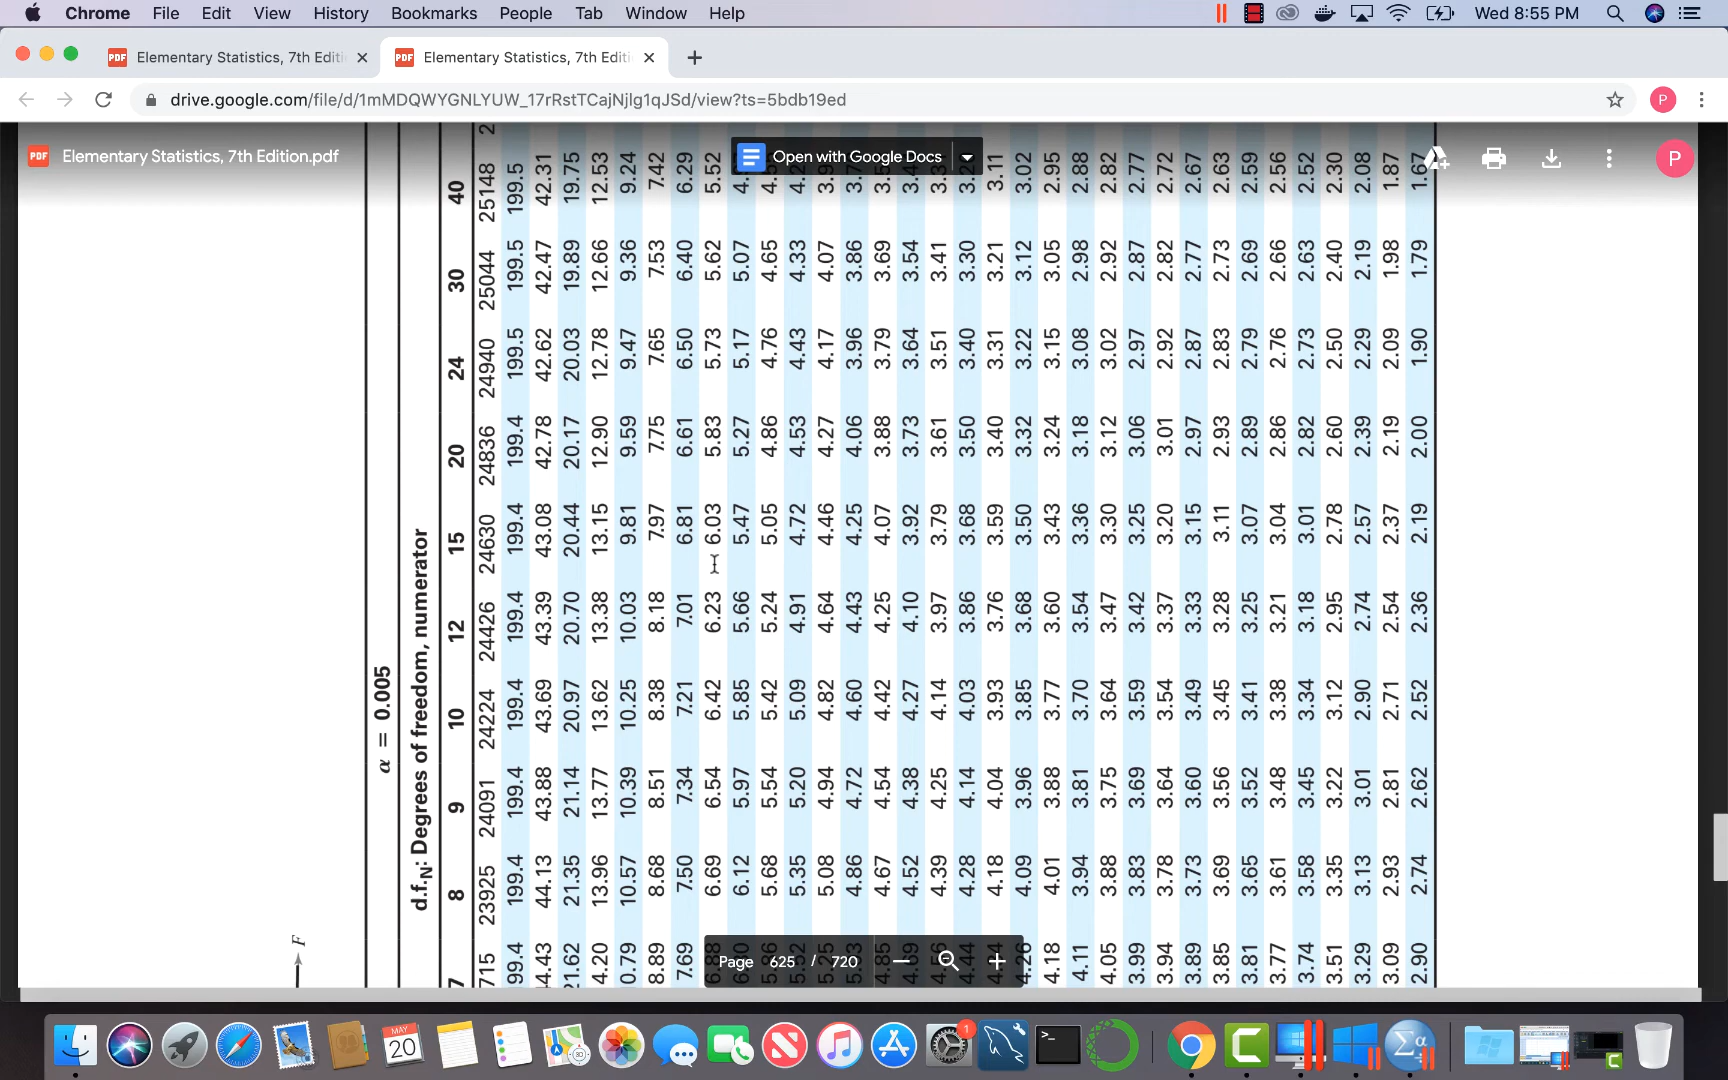 Chrome File Edit View History Bookmarks People Tab Window Help Wed 8:55 PM
Elementary Statistics, 7th Editi
Elementary Statistics, 7th Editi
drive.google.com/file/d/1mMDQWYGNLYUW_17rRstTCajNjlg1qJSd/view?ts=5bdb19ed
P
PDF Elementary Statistics, 7th Edition.pdf
Open with Google Docs
P
F
α = 0.005
d.f.N: Degrees of freedom, numerator
7 8 9 10 12 15 20 24 30 40
715 23925 24091 24224 24426 24630 24836 24940 25044 25148 2
99.4 199.4 199.4 199.4 199.4 199.4 199.4 199.5 199.5 199.5
4.43 44.13 43.88 43.69 43.39 43.08 42.78 42.62 42.47 42.31
21.62 21.35 21.14 20.97 20.70 20.44 20.17 20.03 19.89 19.75
4.20 13.96 13.77 13.62 13.38 13.15 12.90 12.78 12.66 12.53
0.79 10.57 10.39 10.25 10.03 9.81 9.59 9.47 9.36 9.24
8.89 8.68 8.51 8.38 8.18 7.97 7.75 7.65 7.53 7.42
7.69 7.50 7.34 7.21 7.01 6.81 6.61 6.50 6.40 6.29
6.69 6.54 6.42 6.23 6.03 5.83 5.73 5.62 5.52
6.12 5.97 5.85 5.66 5.47 5.27 5.17 5.07
5.68 5.54 5.42 5.24 5.05 4.86 4.76 4.65
5.35 5.20 5.09 4.91 4.72 4.53 4.43 4.33
5.08 4.94 4.82 4.64 4.46 4.27 4.17 4.07
4.86 4.72 4.60 4.43 4.25 4.06 3.96 3.86
4.67 4.54 4.42 4.25 4.07 3.88 3.79 3.69
4.52 4.38 4.27 4.10 3.92 3.73 3.64 3.54
4.39 4.25 4.14 3.97 3.79 3.61 3.51 3.41
4.28 4.14 4.03 3.86 3.68 3.50 3.40 3.30
4.18 4.04 3.93 3.76 3.59 3.40 3.31 3.21 3.11
4.26 4.09 3.96 3.85 3.68 3.50 3.32 3.22 3.12 3.02
4.18 4.01 3.88 3.77 3.60 3.43 3.24 3.15 3.05 2.95
4.11 3.94 3.81 3.70 3.54 3.36 3.18 3.08 2.98 2.88
4.05 3.88 3.75 3.64 3.47 3.30 3.12 3.02 2.92 2.82
3.99 3.83 3.69 3.59 3.42 3.25 3.06 2.97 2.87 2.77
3.94 3.78 3.64 3.54 3.37 3.20 3.01 2.92 2.82 2.72
3.89 3.73 3.60 3.49 3.33 3.15 2.97 2.87 2.77 2.67
3.85 3.69 3.56 3.45 3.28 3.11 2.93 2.83 2.73 2.63
3.81 3.65 3.52 3.41 3.25 3.07 2.89 2.79 2.69 2.59
3.77 3.61 3.48 3.38 3.21 3.04 2.86 2.76 2.66 2.56
3.74 3.58 3.45 3.34 3.18 3.01 2.82 2.73 2.63 2.52
3.51 3.35 3.22 3.12 2.95 2.78 2.60 2.50 2.40 2.30
3.29 3.13 3.01 2.90 2.74 2.57 2.39 2.29 2.19 2.08
3.09 2.93 2.81 2.71 2.54 2.37 2.19 2.09 1.98 1.87
2.90 2.74 2.62 2.52 2.36 2.19 2.00 1.90 1.79 1.67
Page 625 / 720
MAY 20
1